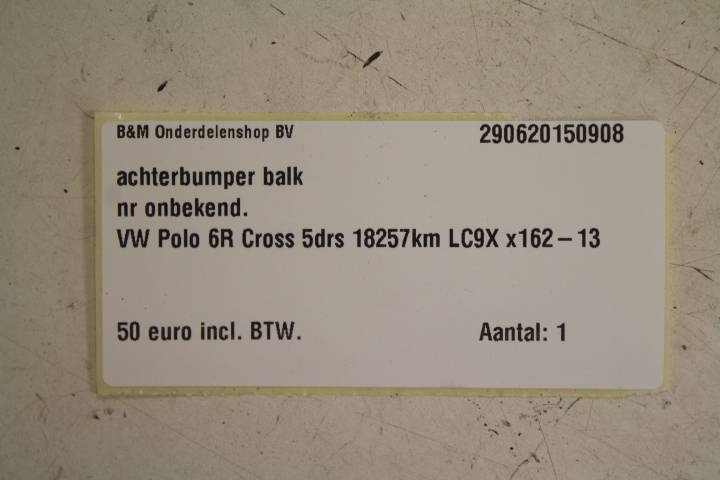 B&M Onderdelenshop BV 290620150908
achterbumper balk
nr onbekend.
VW Polo 6R Cross 5drs 18257km LC9X x162-13
50 euro incl. BTW. Aantal: 1